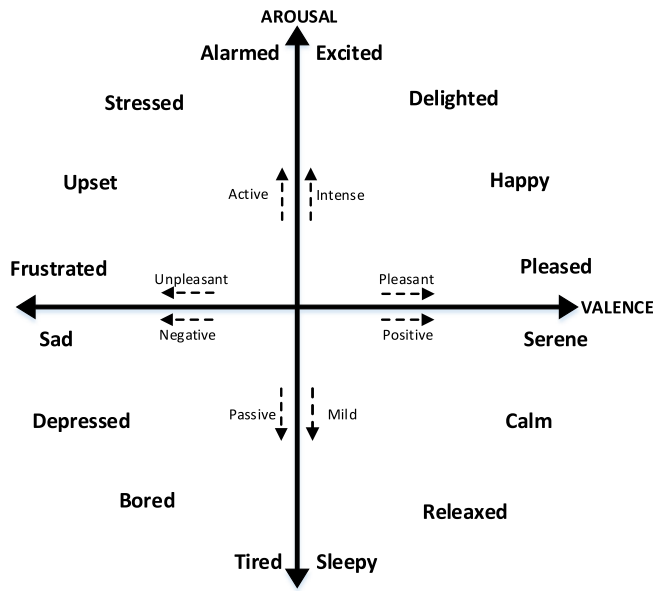 AROUSAL
Alarmed Excited
Stressed Delighted
Upset Happy
Active Intense
Frustrated Pleased
Unpleasant Pleasant
VALENCE
Negative Positive
Sad Serene
Passive Mild
Depressed Calm
Bored Releaxed
Tired Sleepy